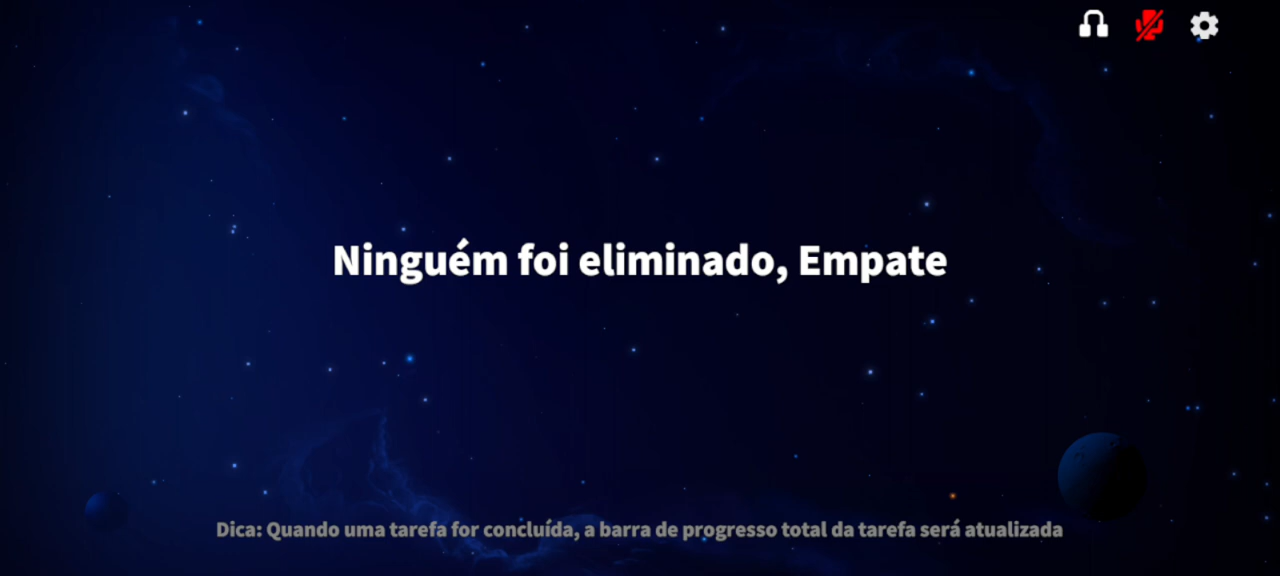 Ninguém foi eliminado, Empate
Dica: Quando uma tarefa for concluída, a barra de progresso total da tarefa será atualizada